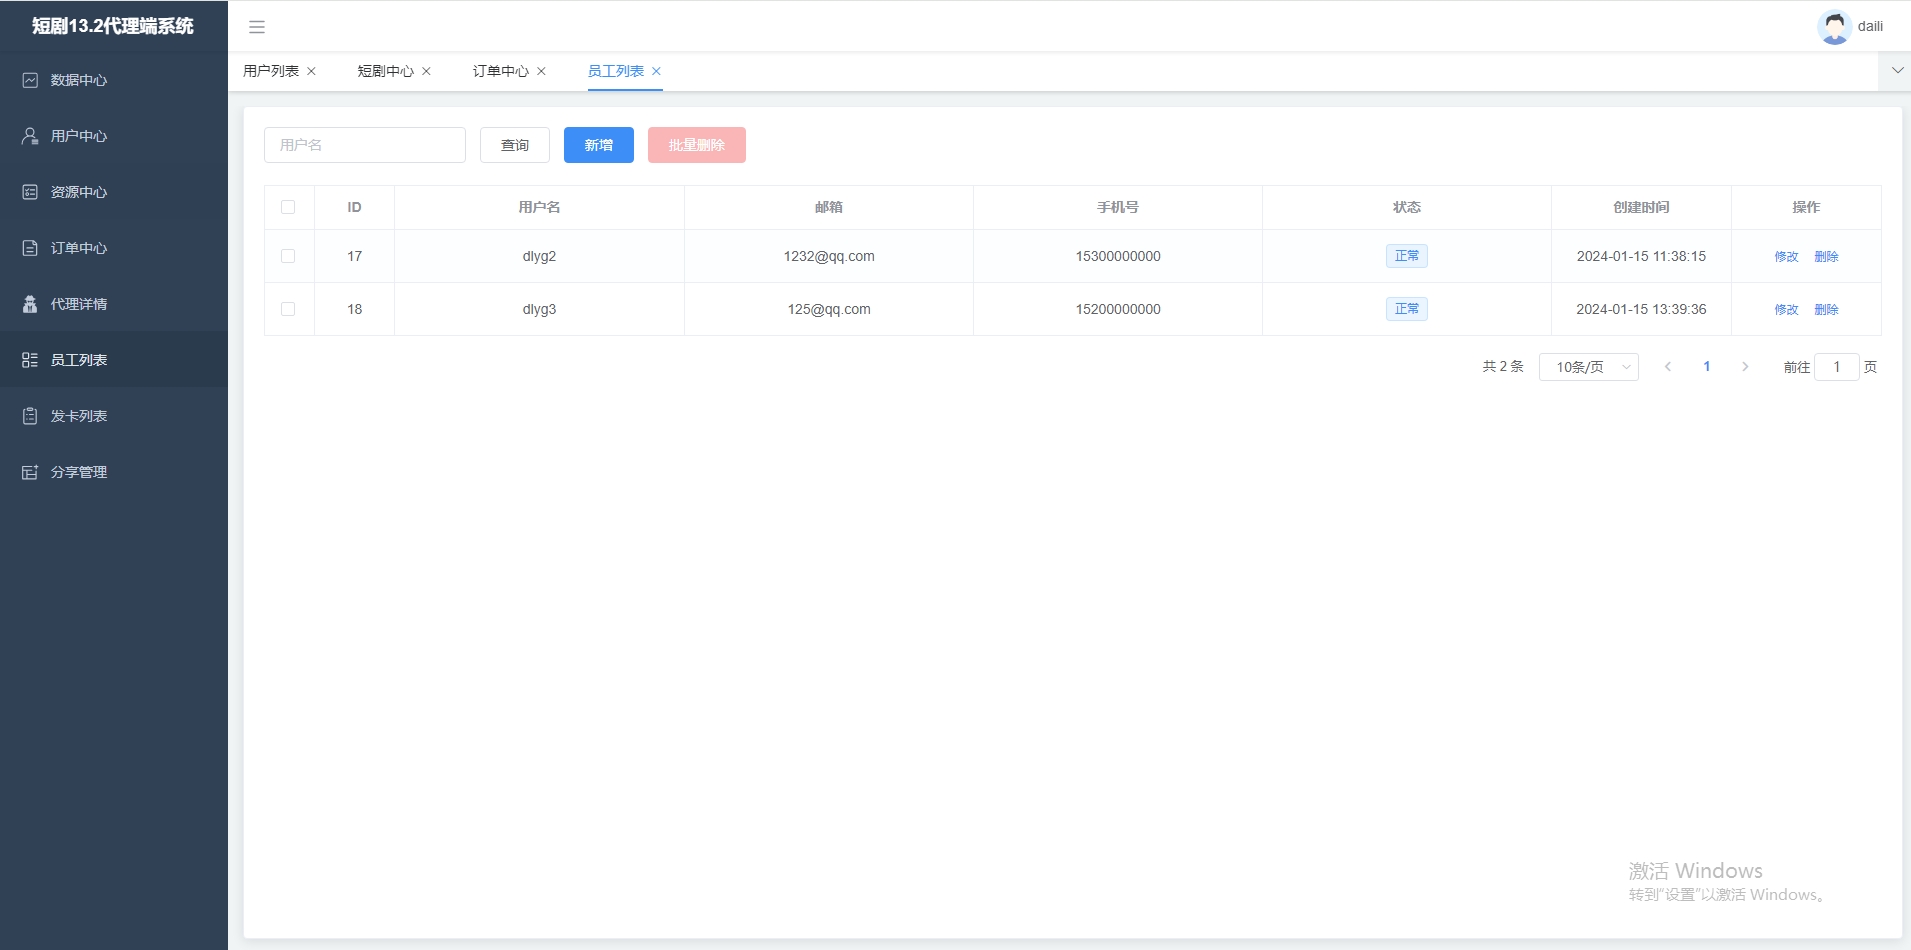 短剧13.2代理端系统
daili
数据中心
用户中心
资源中心
订单中心
代理详情
员工列表
发卡列表
分享管理
用户列表 短剧中心 订单中心 员工列表
用户名 查询 新增 批量删除
ID 用户名 邮箱 手机号 状态 创建时间 操作
17 dlyg2 1232@qq.com 15300000000 正常 2024-01-15 11:38:15 修改 删除
18 dlyg3 125@qq.com 15200000000 正常 2024-01-15 13:39:36 修改 删除
共 2 条 10条/页 1 前往 1 页
激活 Windows
转到“设置”以激活 Windows。